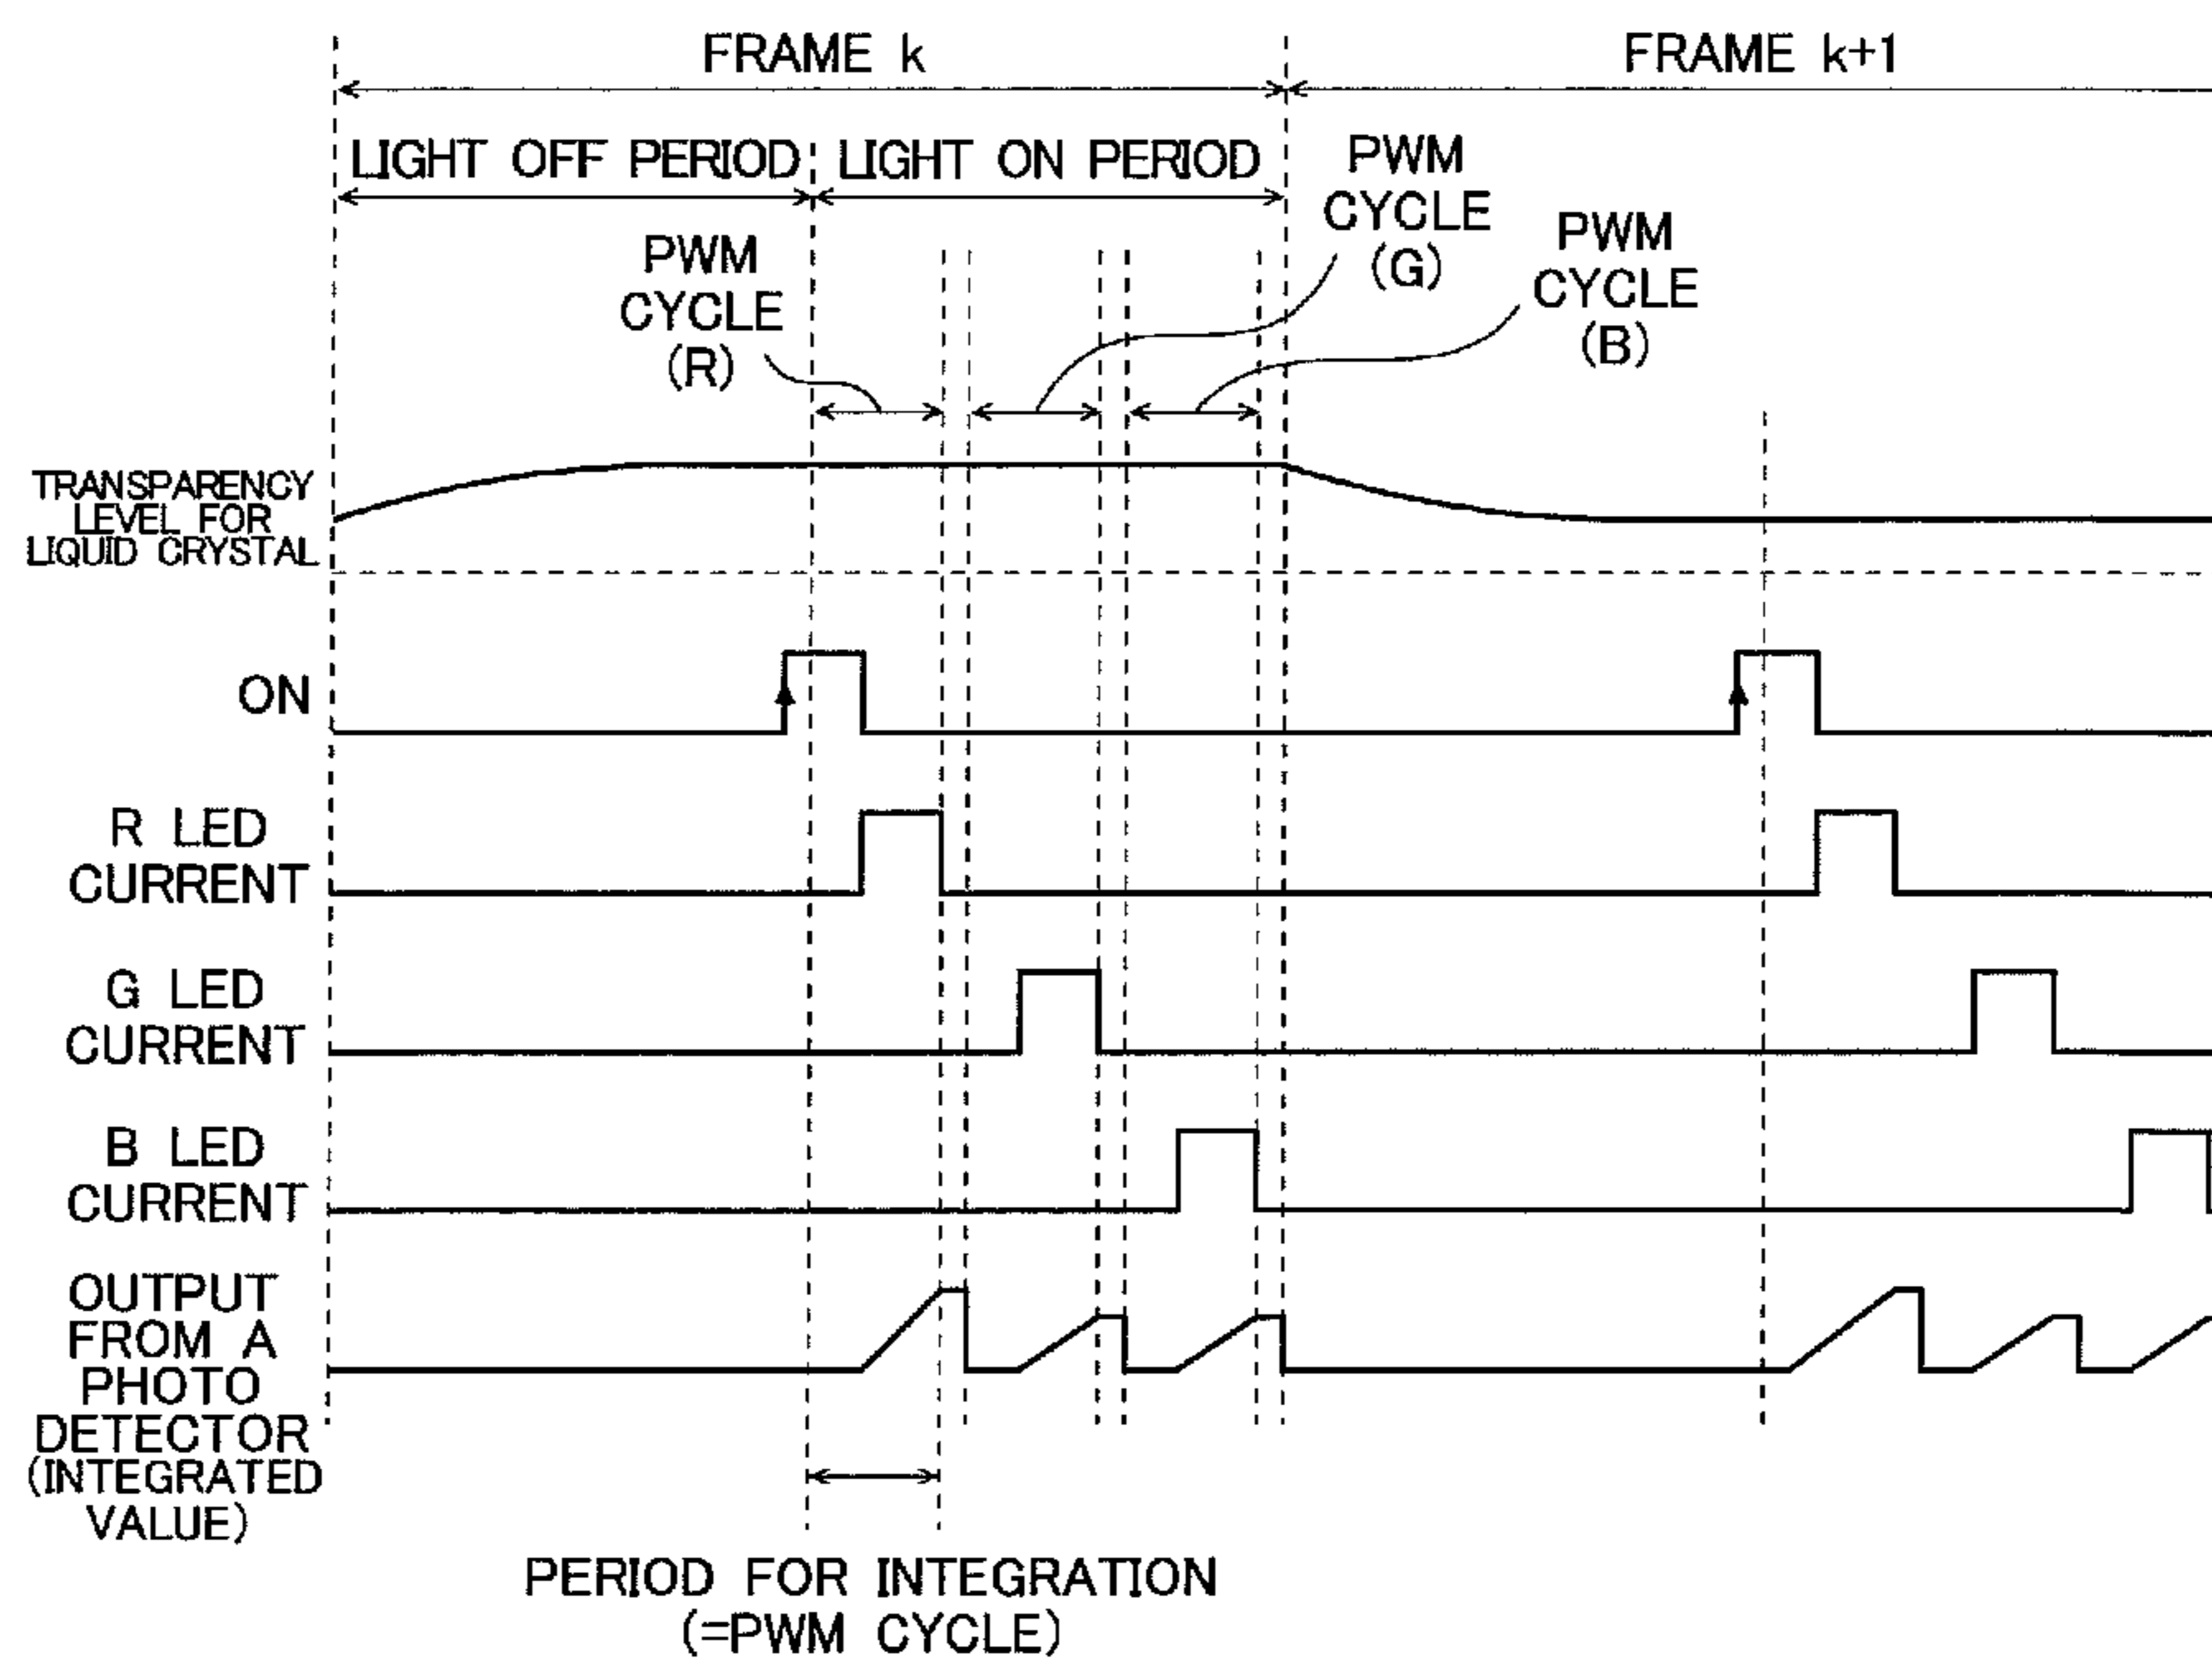 FRAME k
FRAME k+1
LIGHT OFF PERIOD
LIGHT ON PERIOD
PWM
CYCLE
(R)
PWM
CYCLE
(G)
PWM
CYCLE
(B)
TRANSPARENCY
LEVEL FOR
LIQUID CRYSTAL
ON
R LED
CURRENT
G LED
CURRENT
B LED
CURRENT
OUTPUT
FROM A
PHOTO
DETECTOR
(INTEGRATED
VALUE)
PERIOD FOR INTEGRATION
(=PWM CYCLE)